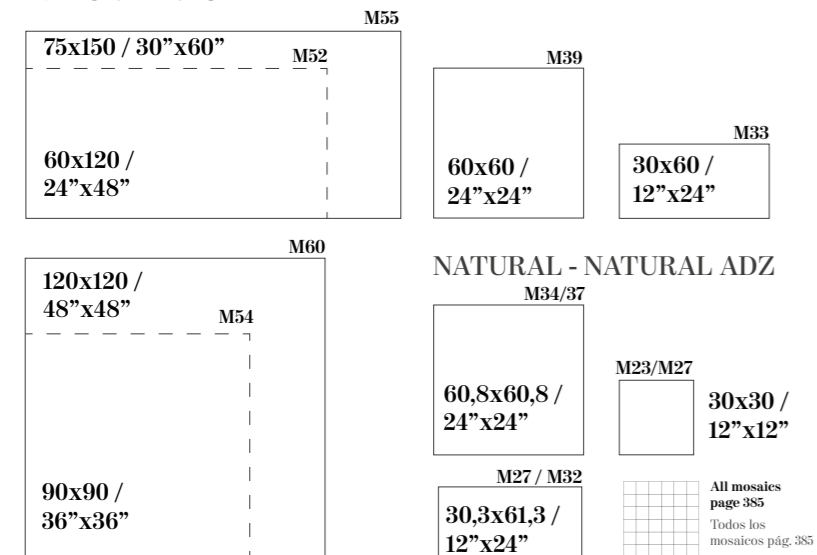 M55
75x150 / 30”x60”
M52
60x120 /
24”x48”
M39
60x60 /
24”x24”
M33
30x60 /
12”x24”
M60
120x120 /
48”x48”
M54
90x90 /
36”x36”
NATURAL - NATURAL ADZ
M34/37
60,8x60,8 /
24”x24”
M23/M27
30x30 /
12”x12”
M27 / M32
30,3x61,3 /
12”x24”
All mosaics
page 385
Todos los
mosaicos pág. 385